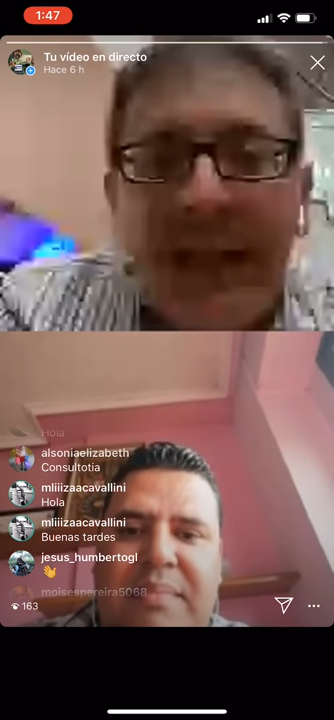 1:47
Tu vídeo en directo
Hace 6 h
Hola
alsoniaelizabeth
Consultotia
mliiizaacavallini
Hola
mliiizaacavallini
Buenas tardes
jesus_humbertogl
👋
moisespereira5068
163